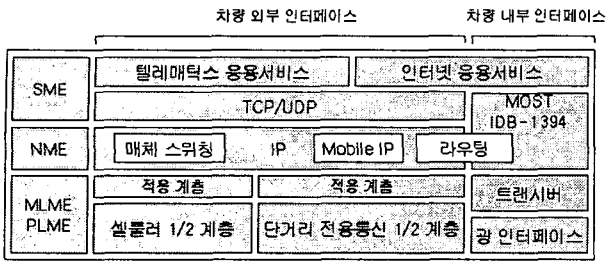 차량 외부 인터페이스 차량 내부 인터페이스
SME 텔레매틱스 응용서비스 인터넷 응용서비스
TCP/UDP MOST
IDB-1394
NME 매체 스위칭 IP Mobile IP 라우팅
MLME
PLME
적용 계층 적용 계층 트랜시버
셀룰러 1/2 계층 단거리 전용통신 1/2 계층 광 인터페이스